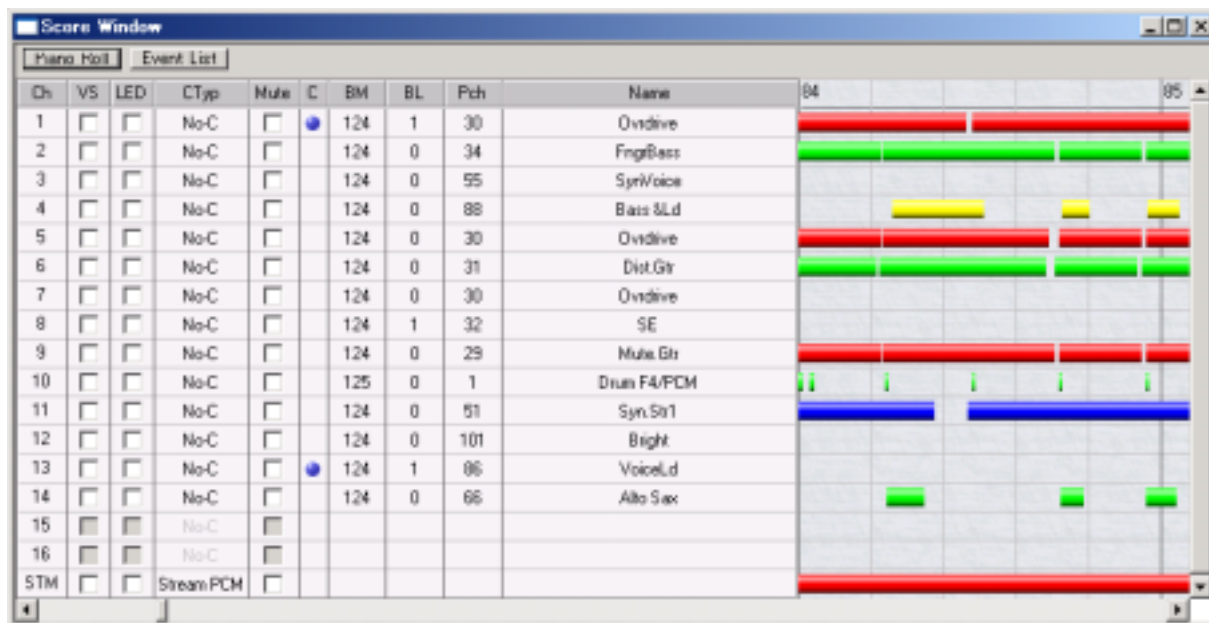 Score Window
Piano Roll Event List
Ch VS LED CTyp Mute C BM BL Pch Name 84 85
1 No-C 124 1 30 Ovrdrive
2 No-C 124 0 34 FngrBass
3 No-C 124 0 55 SynVoice
4 No-C 124 0 88 Bass &Ld
5 No-C 124 0 30 Ovrdrive
6 No-C 124 0 31 Dist.Gtr
7 No-C 124 0 30 Ovrdrive
8 No-C 124 1 32 SE
9 No-C 124 0 29 Mute.Gtr
10 No-C 125 0 1 Drum F4/PCM
11 No-C 124 0 51 Syn.Str1
12 No-C 124 0 101 Bright
13 No-C 124 1 86 VoiceLd
14 No-C 124 0 66 Alto Sax
15 No-C
16 No-C
STM Stream PCM